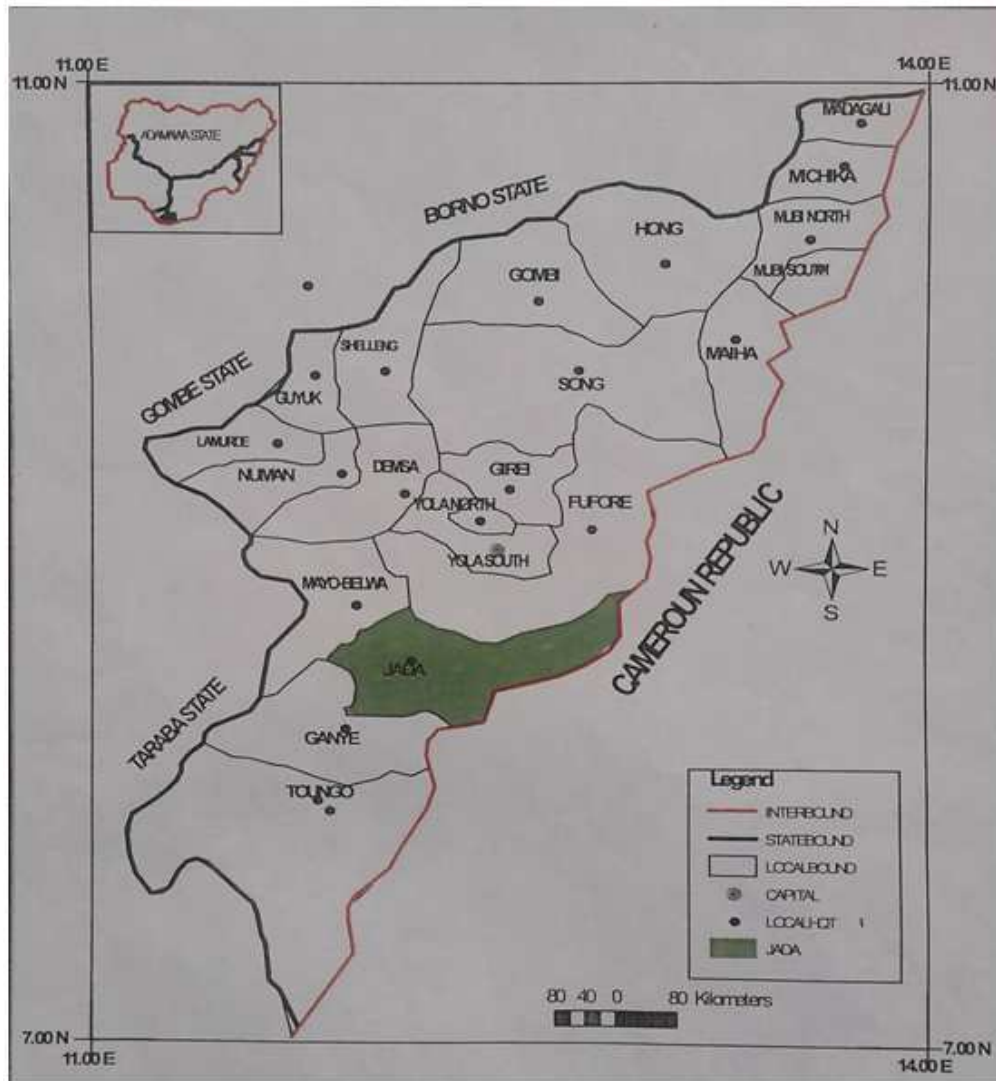 11.00 E
14.00 E
11.00 N
11.00 N
ADAMAWA STATE
MADAGALI
MICHIKA
BORNO STATE
MUBI NORTH
HONG
GOMBI
MUBI SOUTH
SHELLENG
MAIHA
GOMBE STATE
SONG
GUYUK
LAMURDE
NUMAN
DEMSA
GIREI
YOLA NORTH
FUFORE
YOLA SOUTH
CAMEROUN REPUBLIC
N
W
E
S
MAYO-BELWA
JADA
TARABA STATE
GANYE
TOUNGO
Legend
INTERBOUND
STATEBOUND
LOCALBOUND
CAPITAL
JADA
80 40 0 80 Kilometers
7.00 N
7.00 N
11.00 E
14.00 E